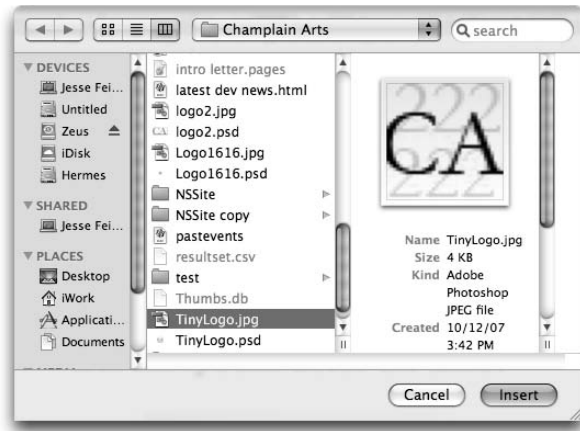 Champlain Arts
search
DEVICES
Jesse Fei...
Untitled
Zeus
iDisk
Hermes
SHARED
Jesse Fei...
PLACES
Desktop
iWork
Applicati...
Documents
intro letter.pages
latest dev news.html
logo2.jpg
CA logo2.psd
Logo1616.jpg
Logo1616.psd
NSSite
NSSite copy
pastevents
resultset.csv
test
Thumbs.db
TinyLogo.jpg
TinyLogo.psd
222
CA
222
Name TinyLogo.jpg
Size 4 KB
Kind Adobe
Photoshop
JPEG file
Created 10/12/07
3:42 PM
Cancel
Insert